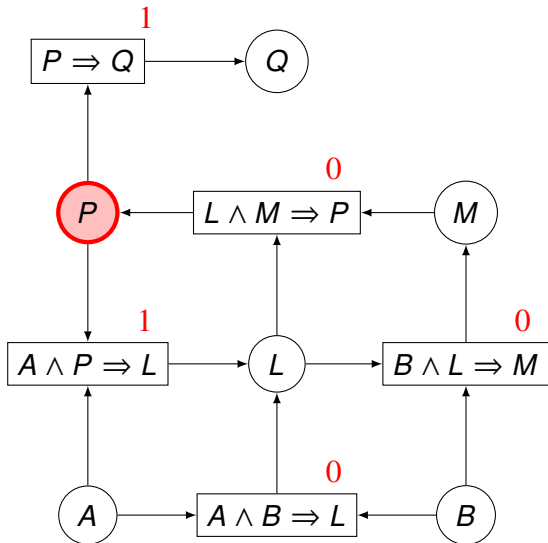 1
P ⇒ Q
Q
0
P
L ∧ M ⇒ P
M
1
0
A ∧ P ⇒ L
L
B ∧ L ⇒ M
0
A
A ∧ B ⇒ L
B